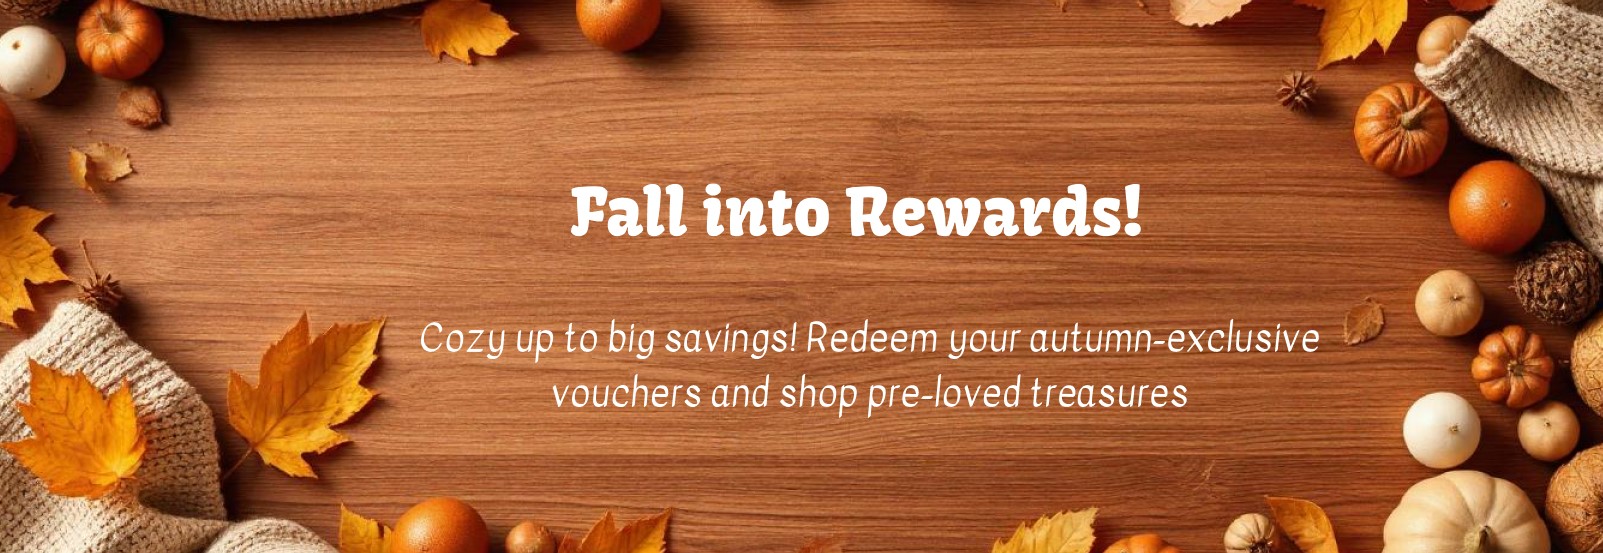 Fall into Rewards!
Cozy up to big savings! Redeem your autumn-exclusive
vouchers and shop pre-loved treasures